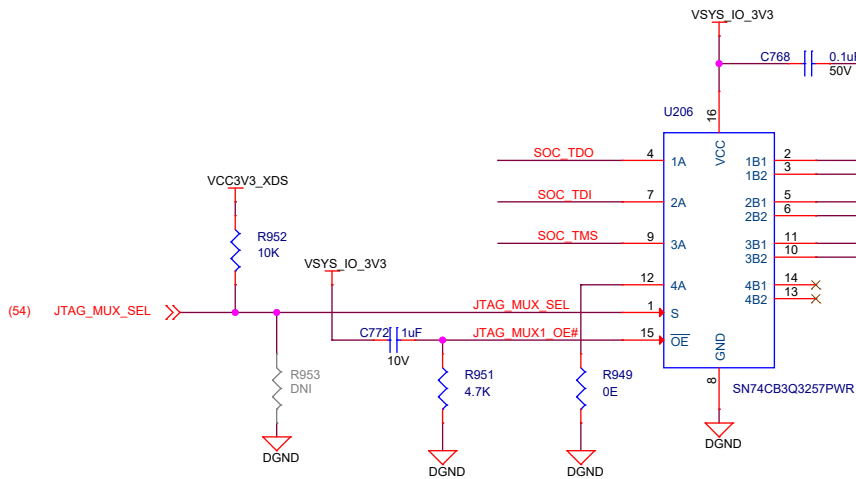 VSYS_IO_3V3
C768 0.1uF
50V
U206
16
VCC
SOC_TDO 4 1A 1B1 2
1B2 3
VCC3V3_XDS
SOC_TDI 7 2A 2B1 5
2B2 6
R952
10K
SOC_TMS 9 3A 3B1 11
3B2 10
VSYS_IO_3V3
12 4A 4B1 14
4B2 13
(54) JTAG_MUX_SEL JTAG_MUX_SEL 1 S
C772 1uF JTAG_MUX1_OE# 15 OE
10V
GND
R953
DNI
R951
4.7K
R949
0E
8
SN74CB3Q3257PWR
DGND
DGND
DGND
DGND